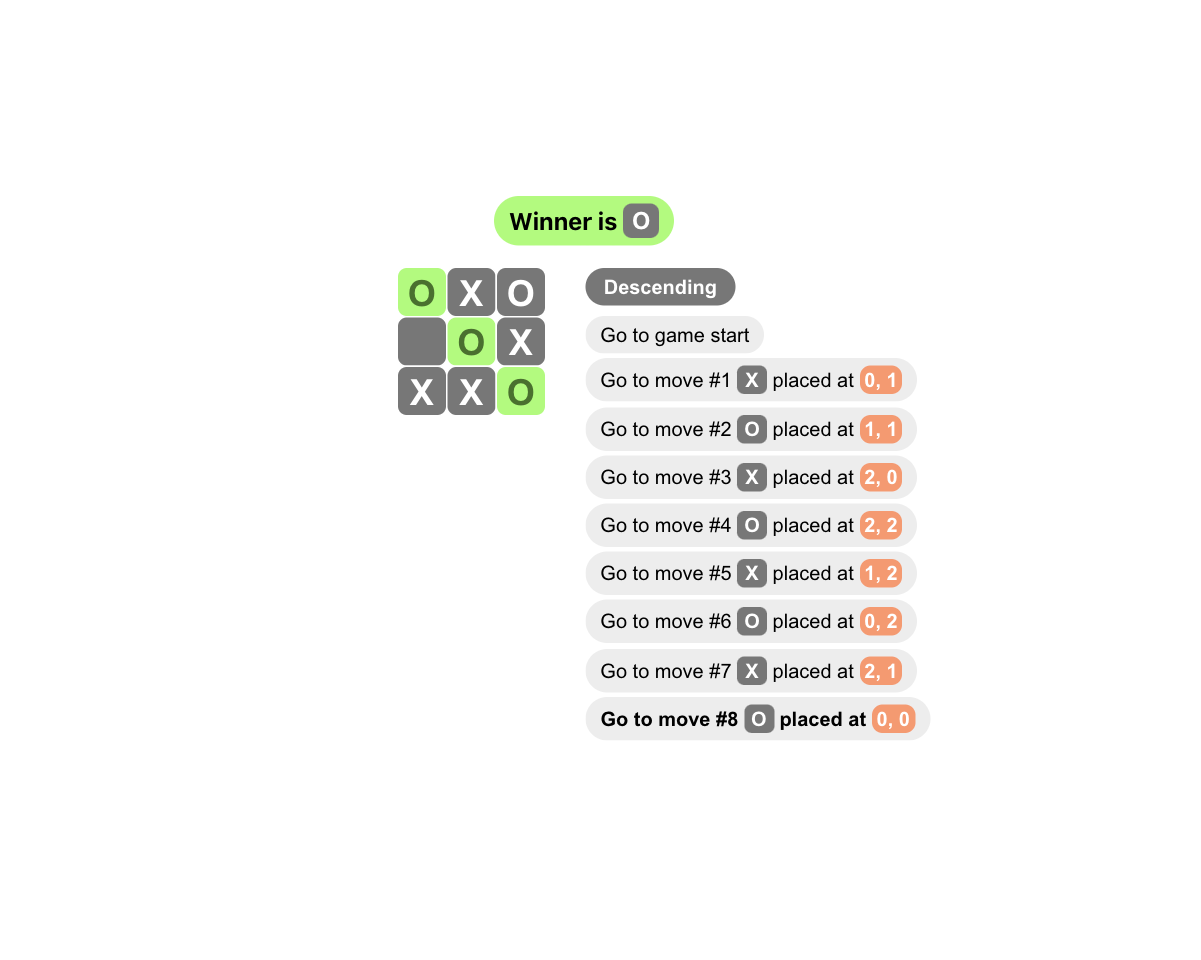 Winner is O
O X O
O X
X X O
Descending
Go to game start
Go to move #1 X placed at 0, 1
Go to move #2 O placed at 1, 1
Go to move #3 X placed at 2, 0
Go to move #4 O placed at 2, 2
Go to move #5 X placed at 1, 2
Go to move #6 O placed at 0, 2
Go to move #7 X placed at 2, 1
Go to move #8 O placed at 0, 0